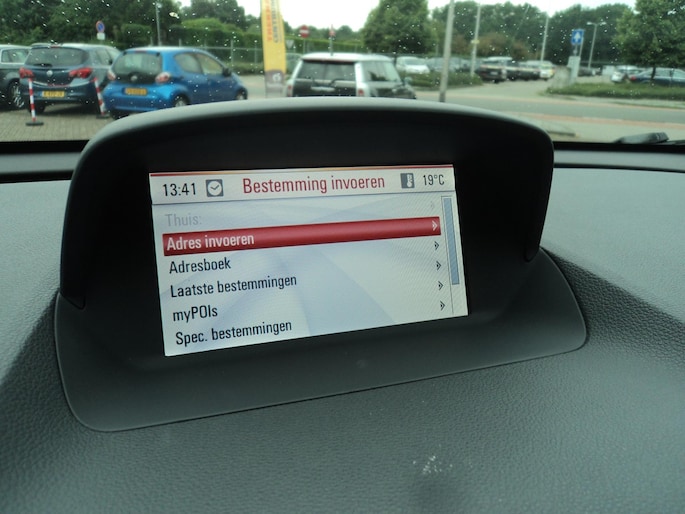 13:41 Bestemming invoeren 19°C
Thuis:
Adres invoeren
Adresboek
Laatste bestemmingen
myPOIs
Spec. bestemmingen